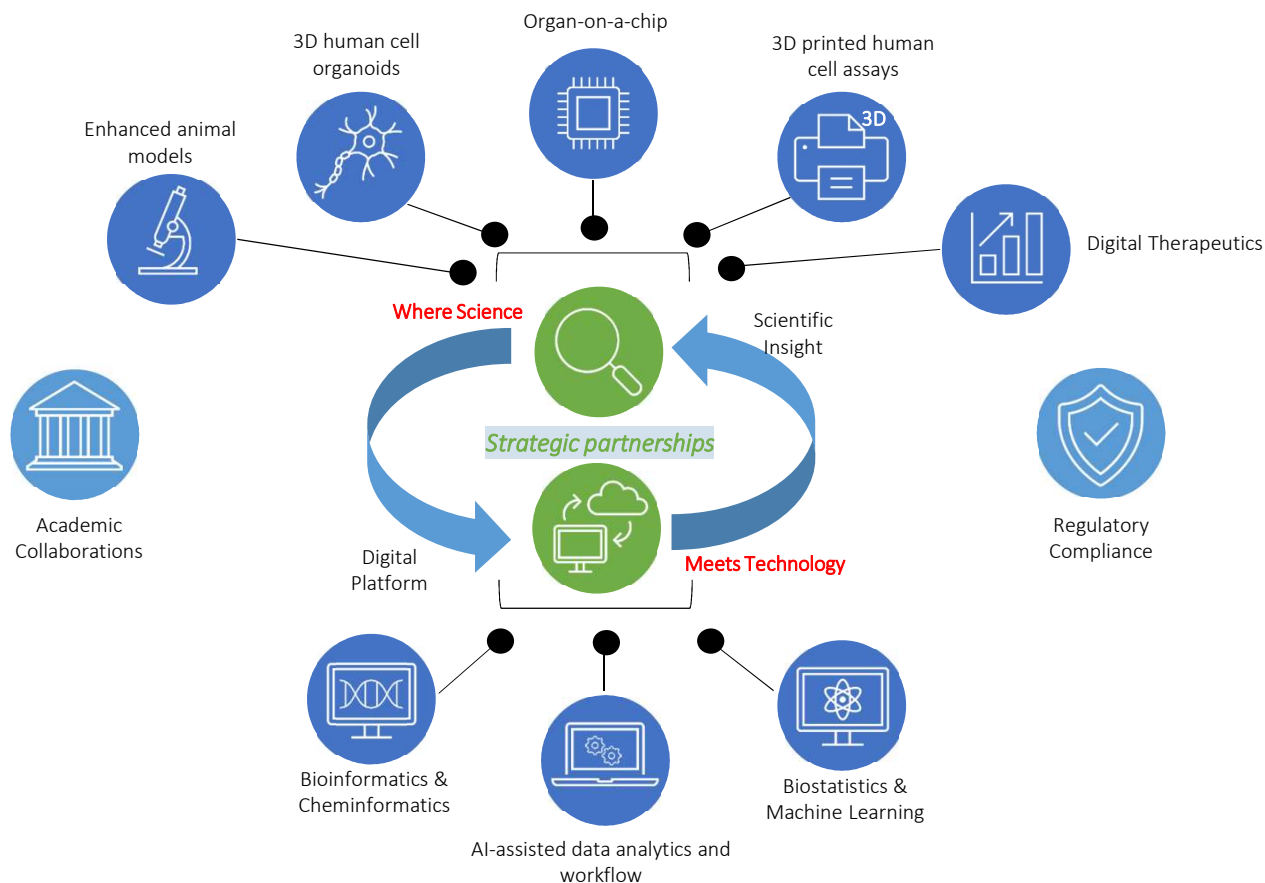 Organ-on-a-chip
3D human cell
organoids
3D printed human
cell assays
3D
Enhanced animal
models
Digital Therapeutics
Where Science
Scientific
Insight
Strategic partnerships
Academic
Collaborations
Regulatory
Compliance
Digital
Platform
Meets Technology
Bioinformatics &
Cheminformatics
Biostatistics &
Machine Learning
AI-assisted data analytics and
workflow